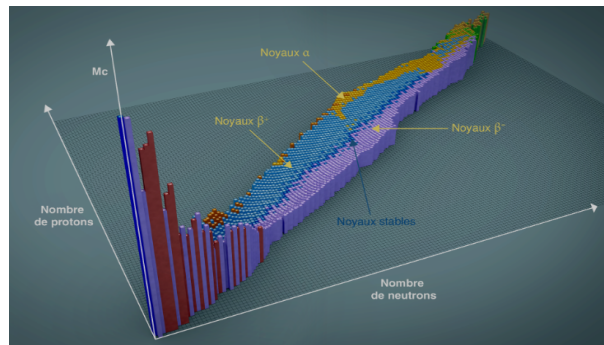 Mc
Noyaux α
Noyaux β⁺
Noyaux β⁻
Nombre
de protons
Noyaux stables
Nombre
de neutrons